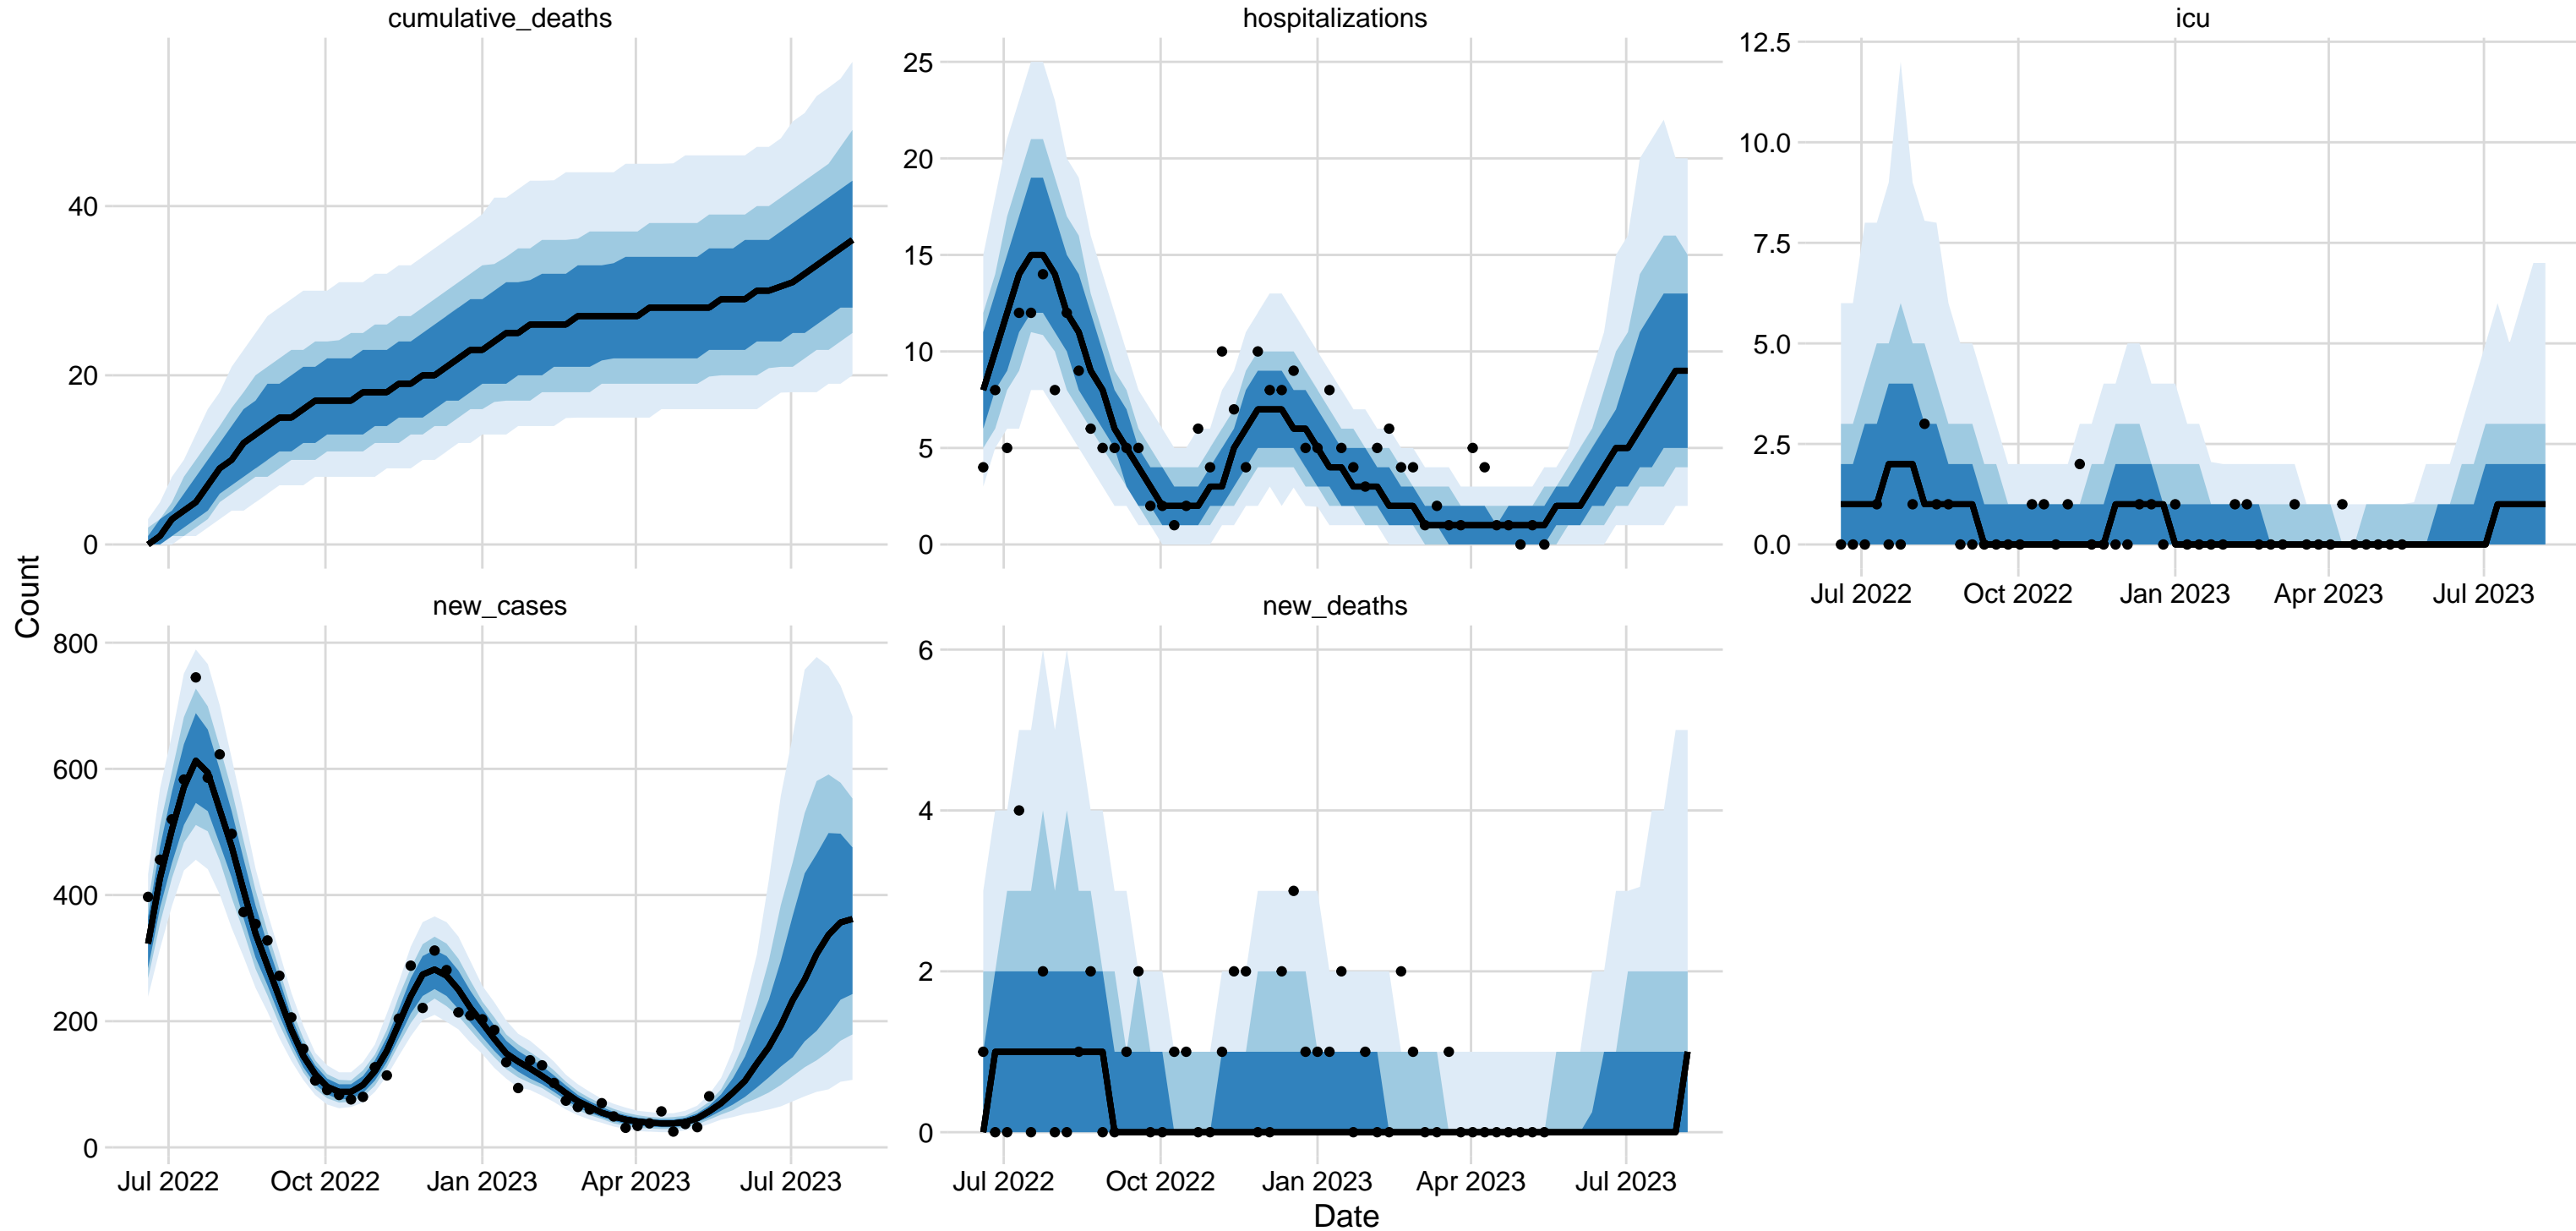 cumulative_deaths
hospitalizations
icu
40
20
0
25
20
15
10
5
0
12.5
10.0
7.5
5.0
2.5
0.0
Jul 2022 Oct 2022 Jan 2023 Apr 2023 Jul 2023
Count
new_cases
new_deaths
800
600
400
200
0
Jul 2022 Oct 2022 Jan 2023 Apr 2023 Jul 2023
6
4
2
0
Jul 2022 Oct 2022 Jan 2023 Apr 2023 Jul 2023
Date